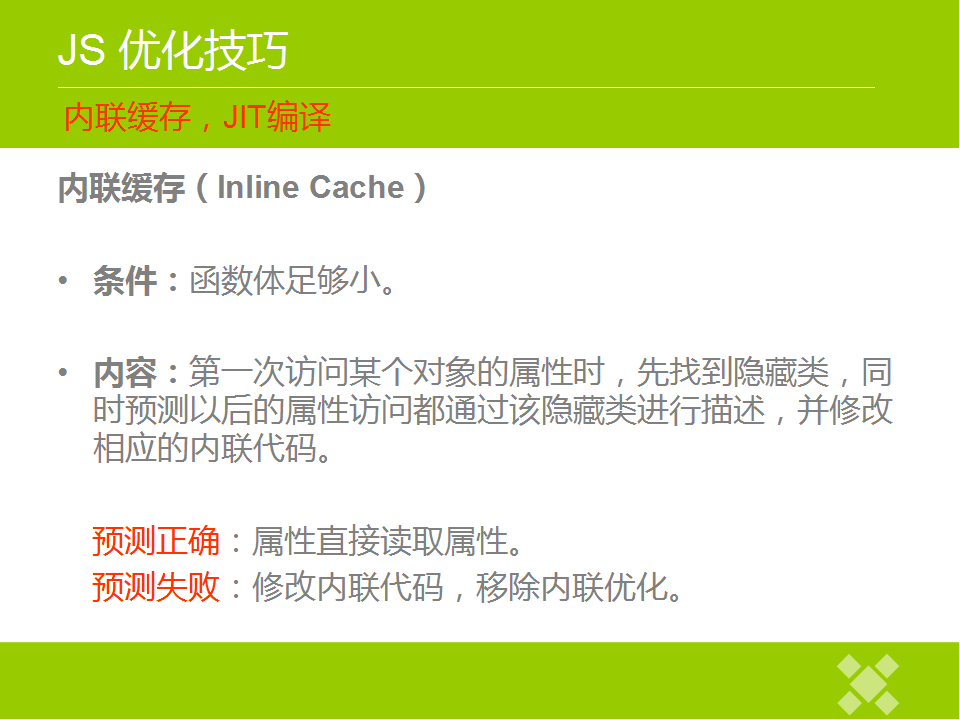 JS 优化技巧
内联缓存，JIT编译
内联缓存（Inline Cache）
• 条件：函数体足够小。
• 内容：第一次访问某个对象的属性时，先找到隐藏类，同
时预测以后的属性访问都通过该隐藏类进行描述，并修改
相应的内联代码。
预测正确：属性直接读取属性。
预测失败：修改内联代码，移除内联优化。